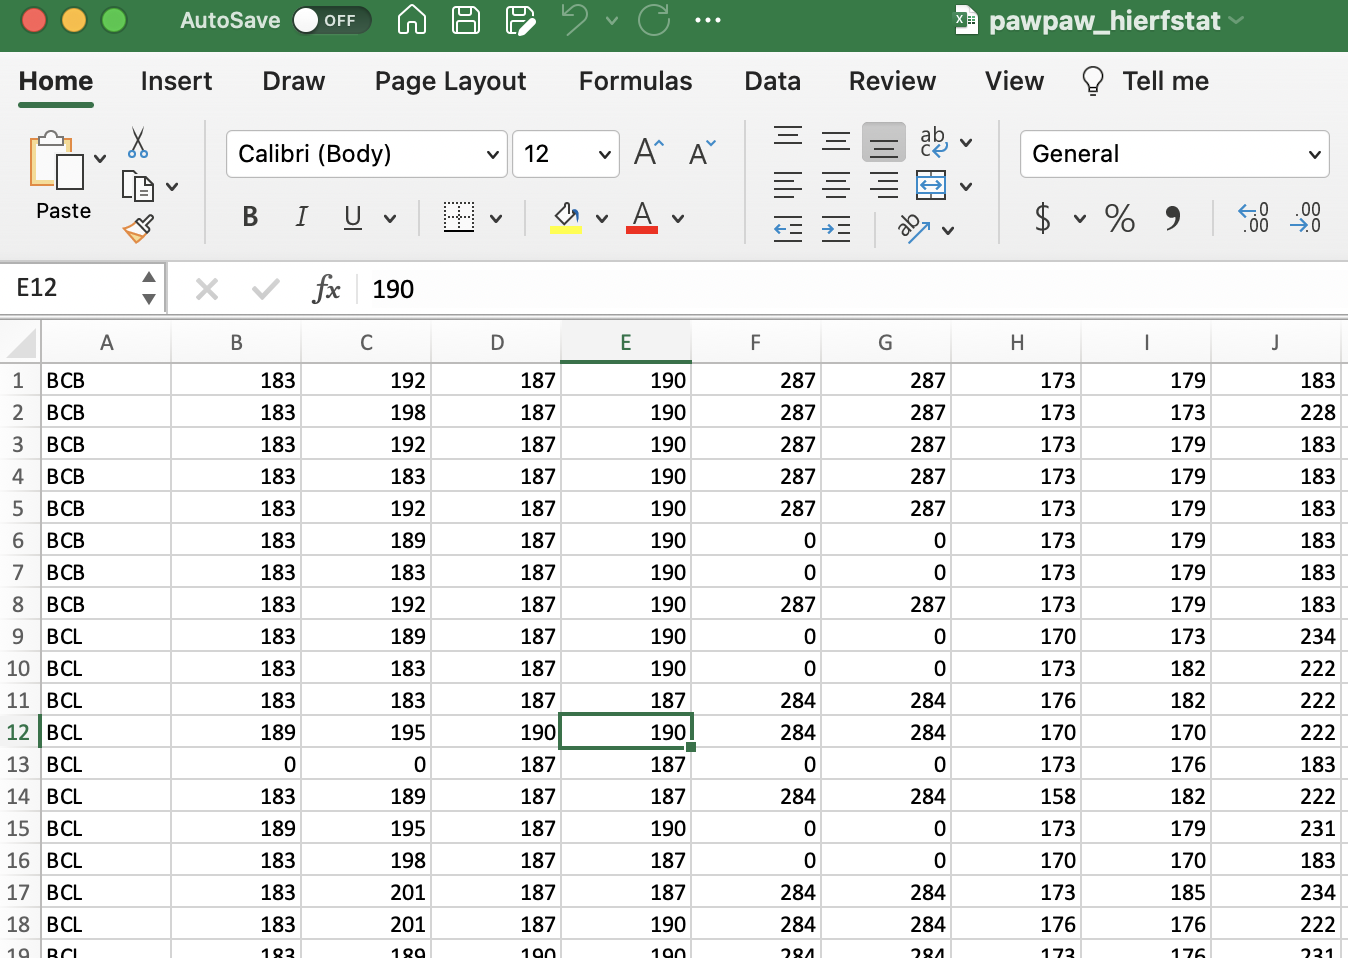 AutoSave OFF pawpaw_hierfstat
Home Insert Draw Page Layout Formulas Data Review View Tell me
Paste Calibri (Body) 12 A A ab c General
B I U A ab $ % , .0 .00 .00 .0
E12 fx 190
A B C D E F G H I J
1 BCB 183 192 187 190 287 287 173 179 183
2 BCB 183 198 187 190 287 287 173 173 228
3 BCB 183 192 187 190 287 287 173 179 183
4 BCB 183 183 187 190 287 287 173 179 183
5 BCB 183 192 187 190 287 287 173 179 183
6 BCB 183 189 187 190 0 0 173 179 183
7 BCB 183 183 187 190 0 0 173 179 183
8 BCB 183 192 187 190 287 287 173 179 183
9 BCL 183 189 187 190 0 0 170 173 234
10 BCL 183 183 187 190 0 0 173 182 222
11 BCL 183 183 187 187 284 284 176 182 222
12 BCL 189 195 190 190 284 284 170 170 222
13 BCL 0 0 187 187 0 0 173 176 183
14 BCL 183 189 187 187 284 284 158 182 222
15 BCL 189 195 187 190 0 0 173 179 231
16 BCL 183 198 187 187 0 0 170 170 183
17 BCL 183 201 187 187 284 284 173 185 234
18 BCL 183 201 187 190 284 284 176 176 222
19 BCL 183 189 190 190 284 284 173 176 231